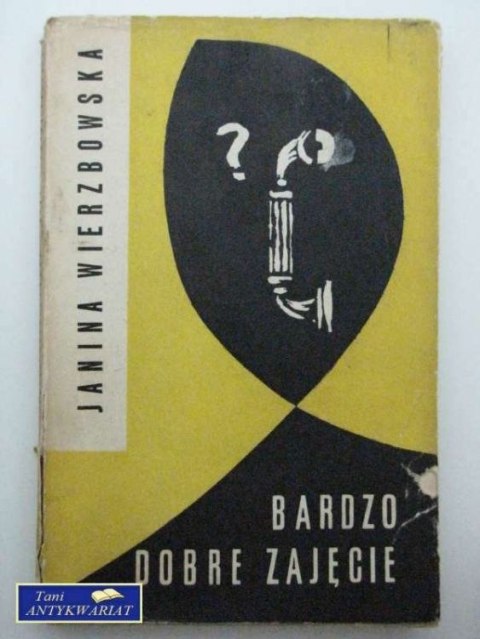 JANINA WIERZBOWSKA
?
BARDZO
DOBRE ZAJĘCIE
Tani
ANTYKWARIAT